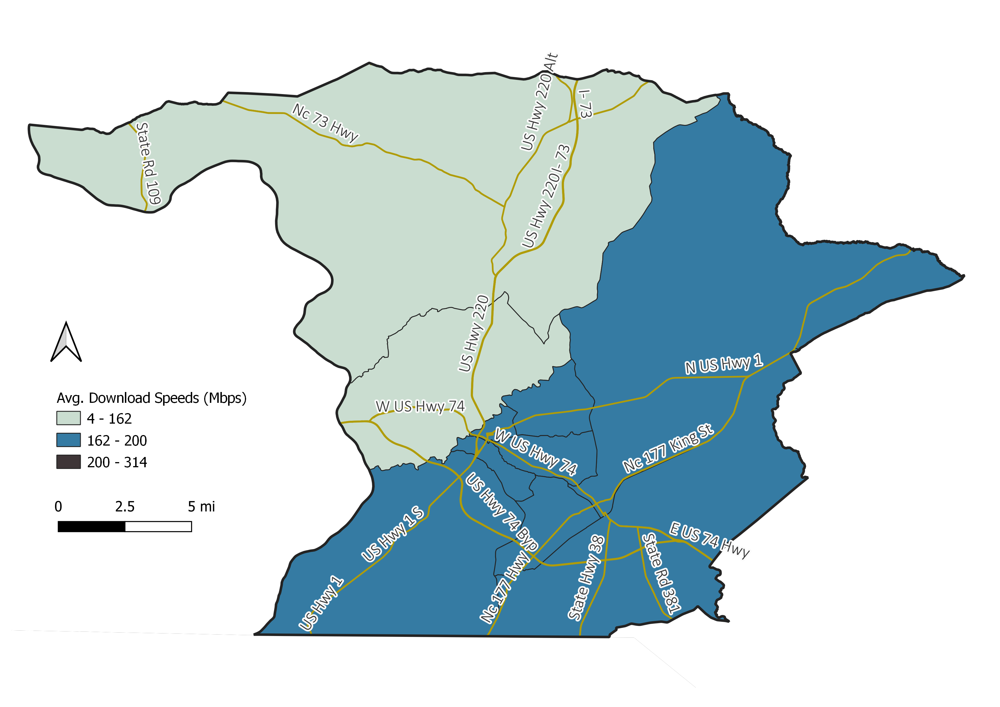 US Hwy 220 Alt
I- 73
Nc 73 Hwy
State Rd 109
US Hwy 220I- 73
US Hwy 220
N US Hwy 1
W US Hwy 74
W US Hwy 74
Nc 177 King St
US Hwy 74 Byp
US Hwy 1 S
E US 74 Hwy
State Rd 381
State Hwy 38
Nc 177 Hwy
US Hwy 1
Avg. Download Speeds (Mbps)
4 - 162
162 - 200
200 - 314
0 2.5 5 mi